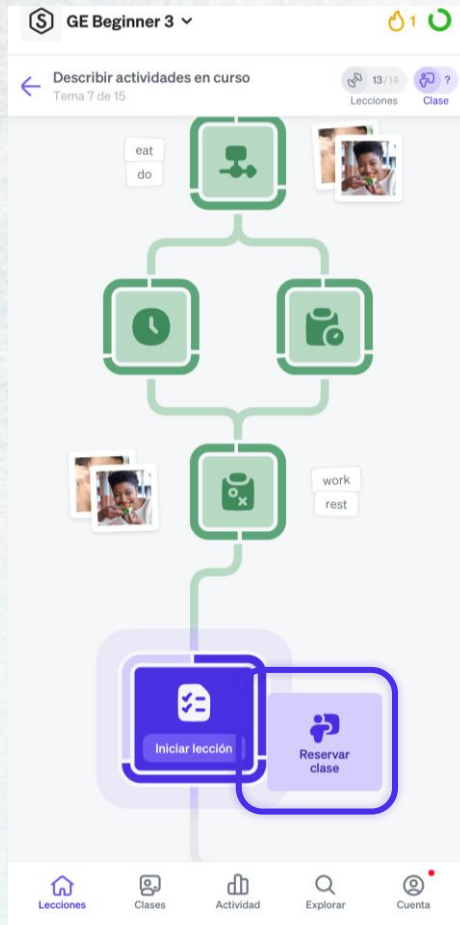 GE Beginner 3
1
Describir actividades en curso
Tema 7 de 15
13/14
?
Lecciones
Clase
eat
do
work
rest
Iniciar lección
Reservar
clase
Lecciones
Clases
Actividad
Explorar
Cuenta